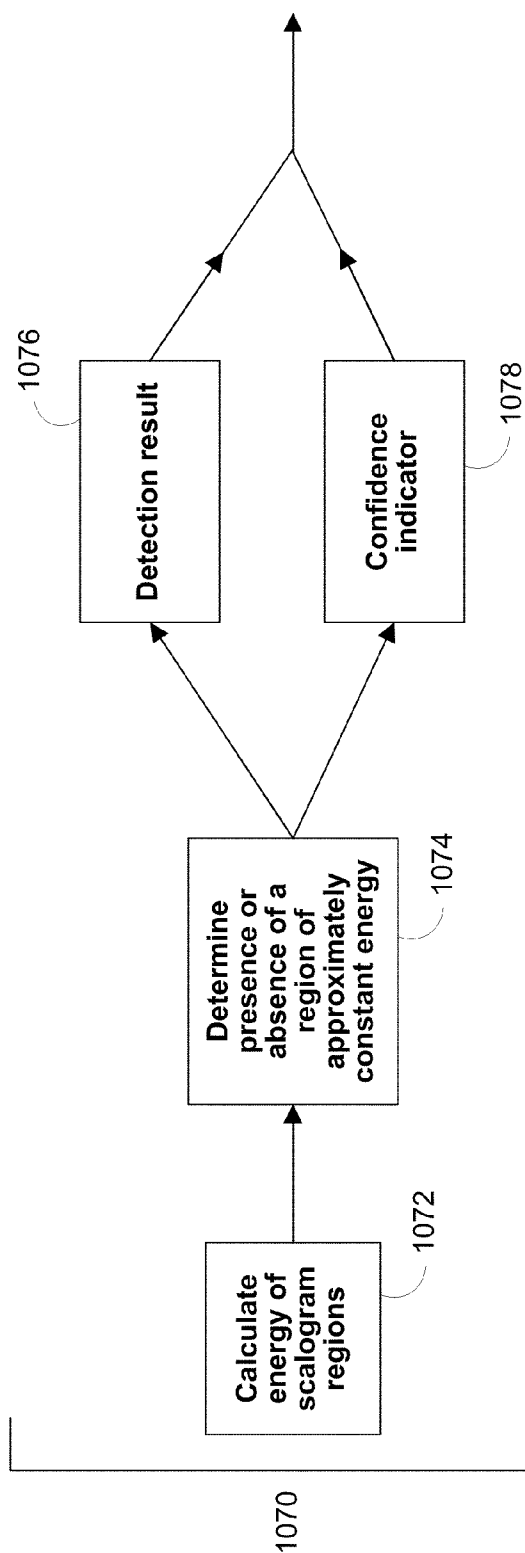 1070
Calculate
energy of
scalogram
regions
1072
Determine
presence or
absence of a
region of
approximately
constant energy
1074
Detection result
1076
Confidence
indicator
1078